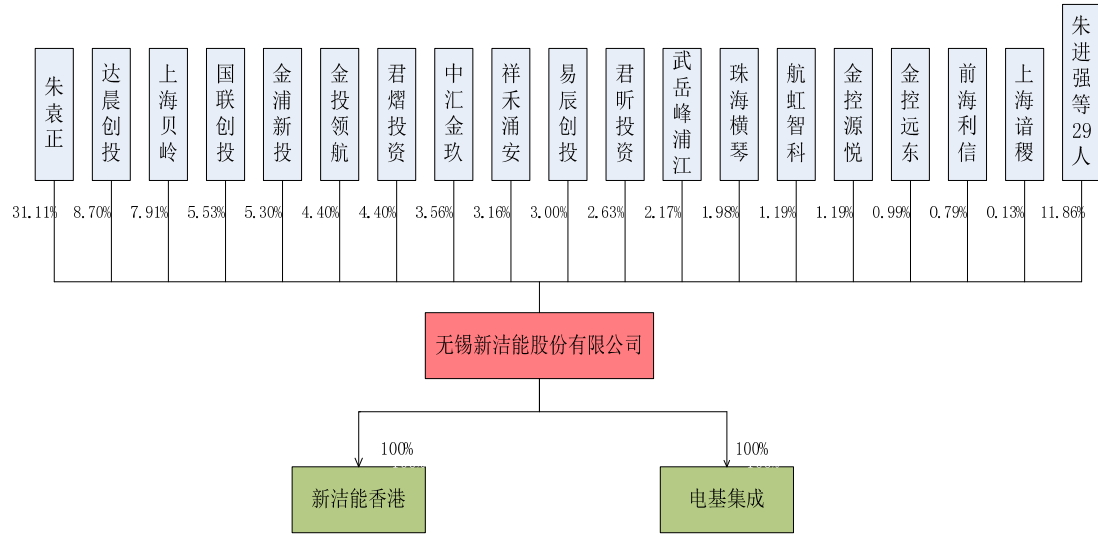 朱袁正
达晨创投
上海贝岭
国联创投
金浦新投
金投领航
君熠投资
中汇金玖
祥禾涌安
易辰创投
君昕投资
武岳峰浦江
珠海横琴
航虹智科
金控源悦
金控远东
前海利信
上海谙稷
朱进强等29人
31.11%
8.70%
7.91%
5.53%
5.30%
4.40%
4.40%
3.56%
3.16%
3.00%
2.63%
2.17%
1.98%
1.19%
1.19%
0.99%
0.79%
0.13%
11.86%
无锡新洁能股份有限公司
100%
100%
新洁能香港
电基集成